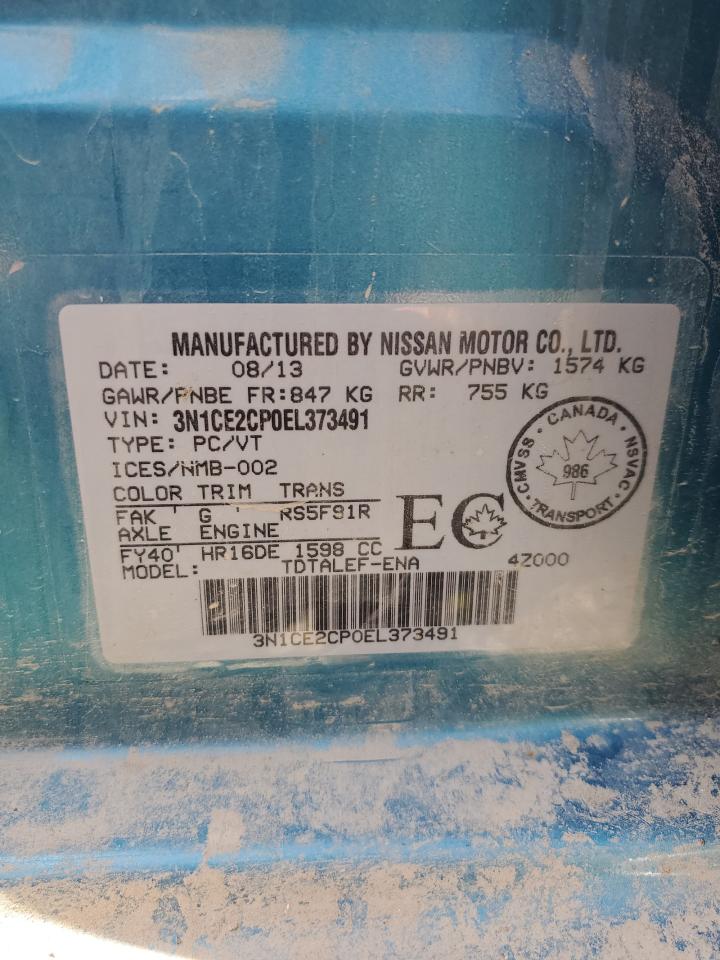 MANUFACTURED BY NISSAN MOTOR CO., LTD.
DATE: 08/13 GVWR/PNBV: 1574 KG
GAWR/PNBE FR:847 KG RR: 755 KG
VIN: 3N1CE2CP0EL373491
TYPE: PC/VT
ICES/NMB-002
CANADA
CMVSS NSVAC
986
TRANSPORT
COLOR TRIM TRANS
FAK ' G RS5F91R
AXLE ENGINE
FY40' HR16DE 1598 CC
EC
MODEL: TDTALEF-ENA 4Z000
3N1CE2CP0EL373491